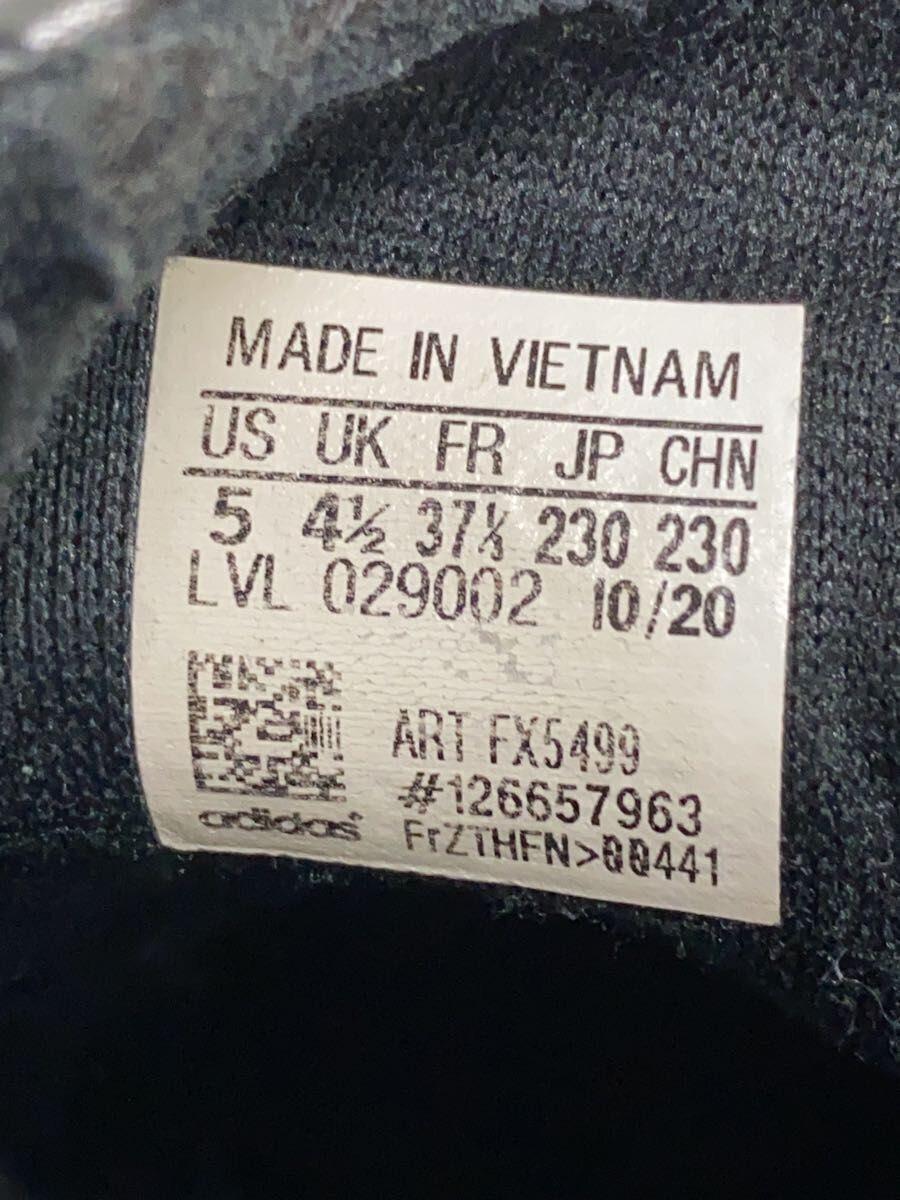 MADE IN VIETNAM
US UK FR JP CHN
5 4½ 37⅓ 230 230
LVL 029002 10/20
ART FX5499
#126657963
adidas
FrZTHFN>00441